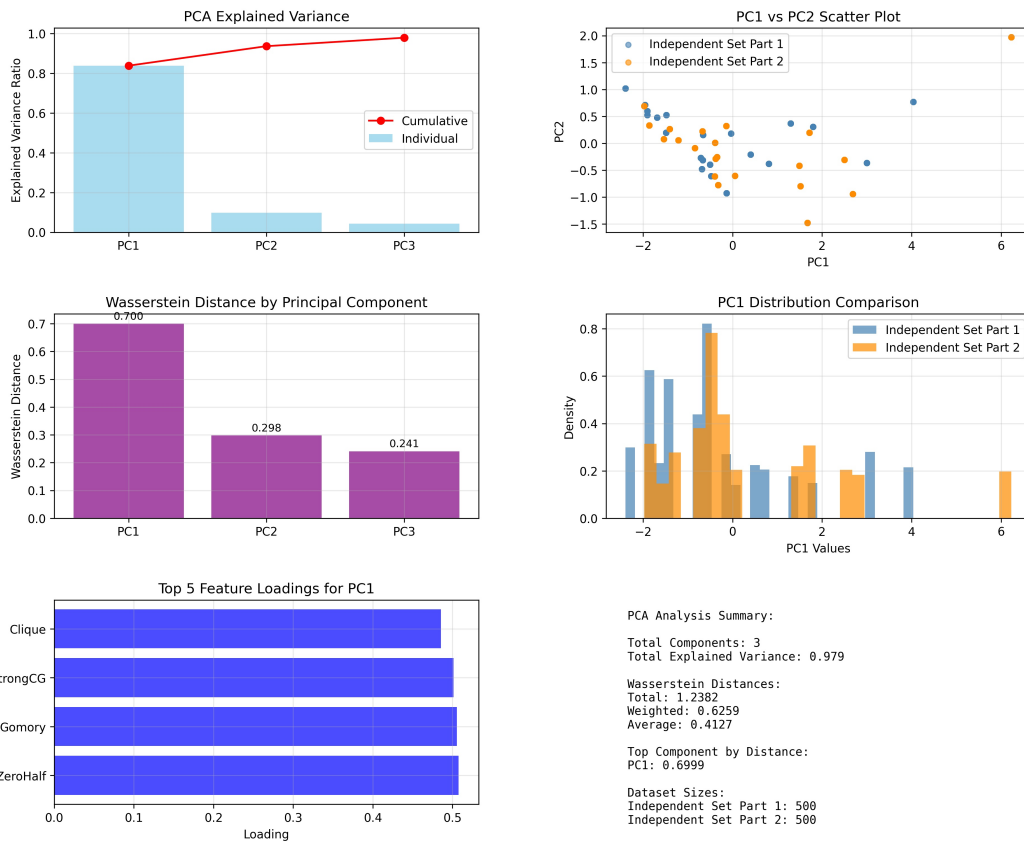 PCA Explained Variance
1.0
0.8
0.6
0.4
0.2
0.0
Explained Variance Ratio
Cumulative
Individual
PC1
PC2
PC3
PC1 vs PC2 Scatter Plot
Independent Set Part 1
Independent Set Part 2
2.0
1.5
1.0
0.5
0.0
−0.5
−1.0
−1.5
PC2
−2
0
2
4
6
PC1
Wasserstein Distance by Principal Component
0.7
0.6
0.5
0.4
0.3
0.2
0.1
0.0
Wasserstein Distance
0.700
0.298
0.241
PC1
PC2
PC3
PC1 Distribution Comparison
Independent Set Part 1
Independent Set Part 2
0.8
0.6
0.4
0.2
0.0
Density
−2
0
2
4
6
PC1 Values
Top 5 Feature Loadings for PC1
Clique
trongCG
Gomory
ZeroHalf
0.0
0.1
0.2
0.3
0.4
0.5
Loading
PCA Analysis Summary:
Total Components: 3
Total Explained Variance: 0.979
Wasserstein Distances:
Total: 1.2382
Weighted: 0.6259
Average: 0.4127
Top Component by Distance:
PC1: 0.6999
Dataset Sizes:
Independent Set Part 1: 500
Independent Set Part 2: 500